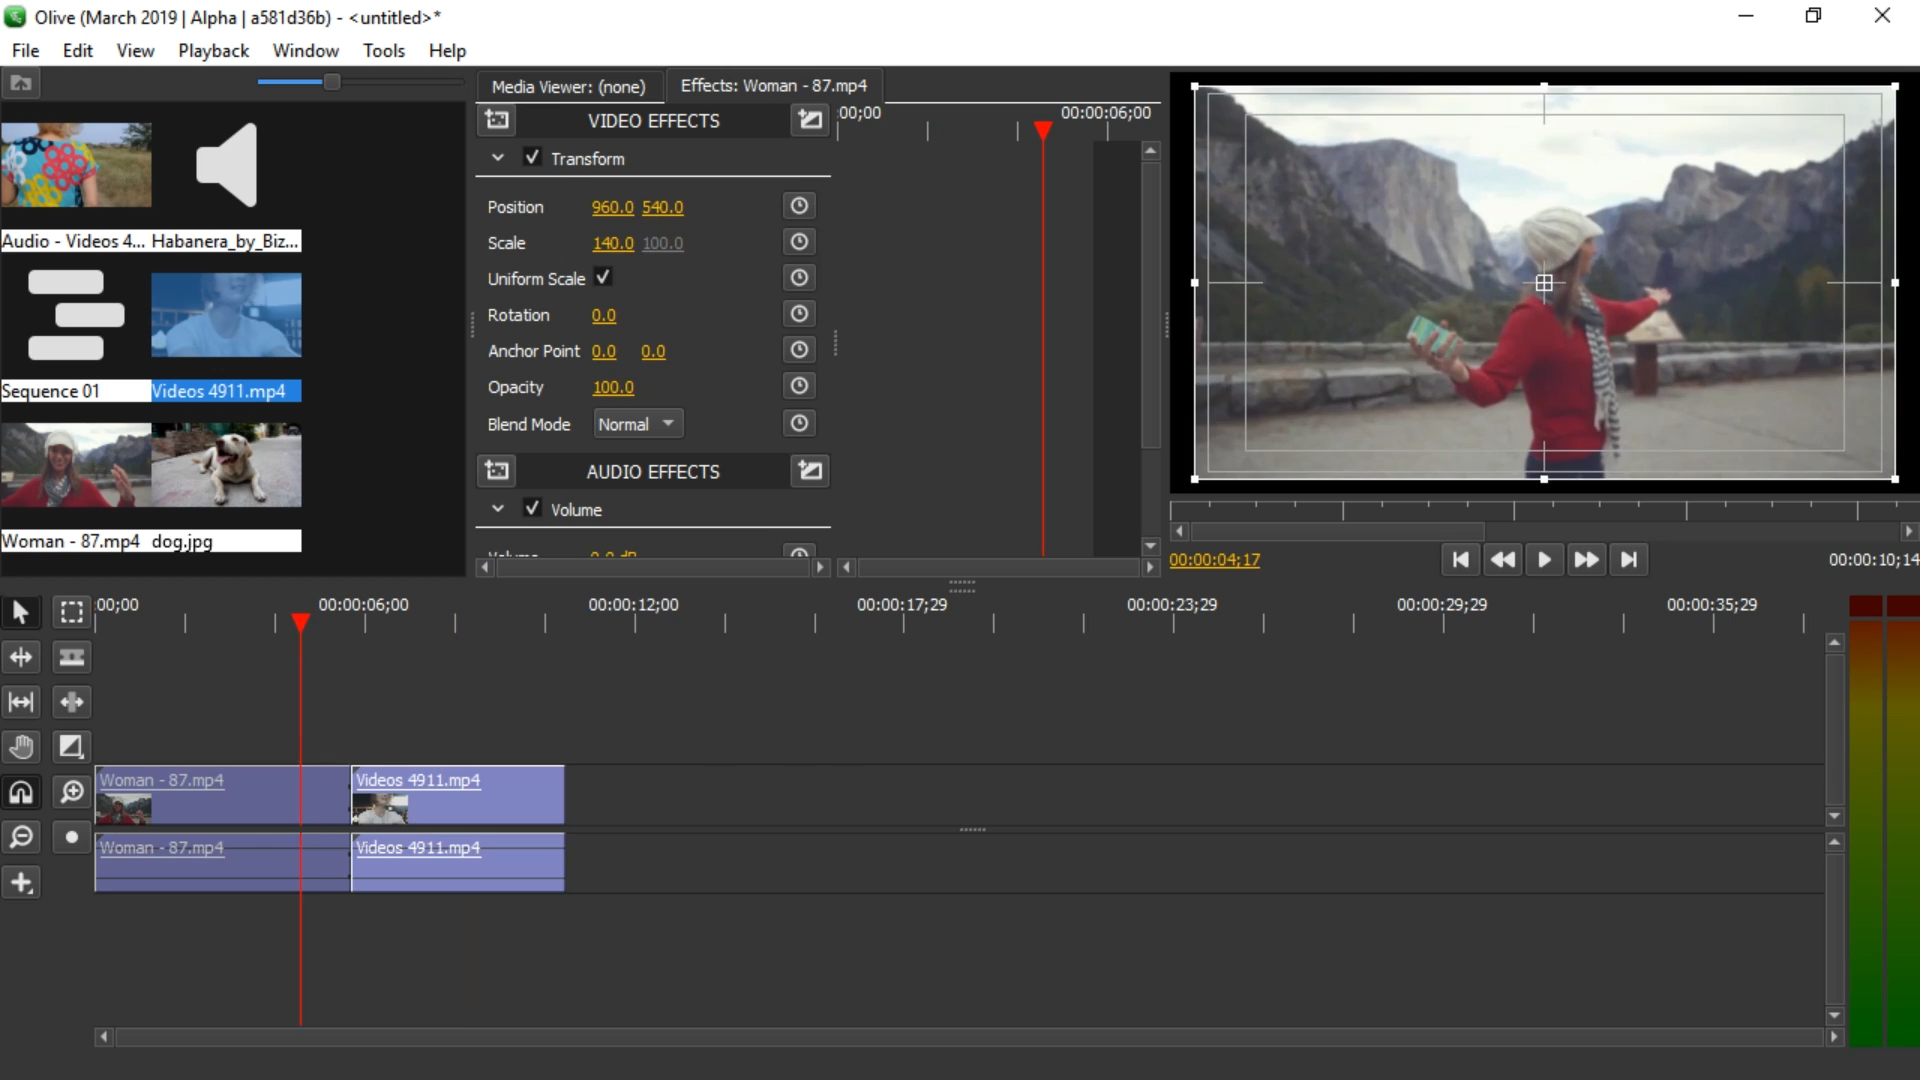 Olive (March 2019 | Alpha | a581d36b) - <untitled>*
File Edit View Playback Window Tools Help
Media Viewer: (none) Effects: Woman - 87.mp4
VIDEO EFFECTS
:00;00 00:00:06;00
Transform
Position 960.0 540.0
Scale 140.0 100.0
Uniform Scale
Rotation 0.0
Anchor Point 0.0 0.0
Opacity 100.0
Blend Mode Normal
AUDIO EFFECTS
Volume
Volume 0.0 dB
Audio - Videos 4... Habanera_by_Biz...
Sequence 01 Videos 4911.mp4
Woman - 87.mp4 dog.jpg
00:00:04;17 00:00:10;14
:00;00 00:00:06;00 00:00:12;00 00:00:17;29 00:00:23;29 00:00:29;29 00:00:35;29
Woman - 87.mp4 Videos 4911.mp4
Woman - 87.mp4 Videos 4911.mp4